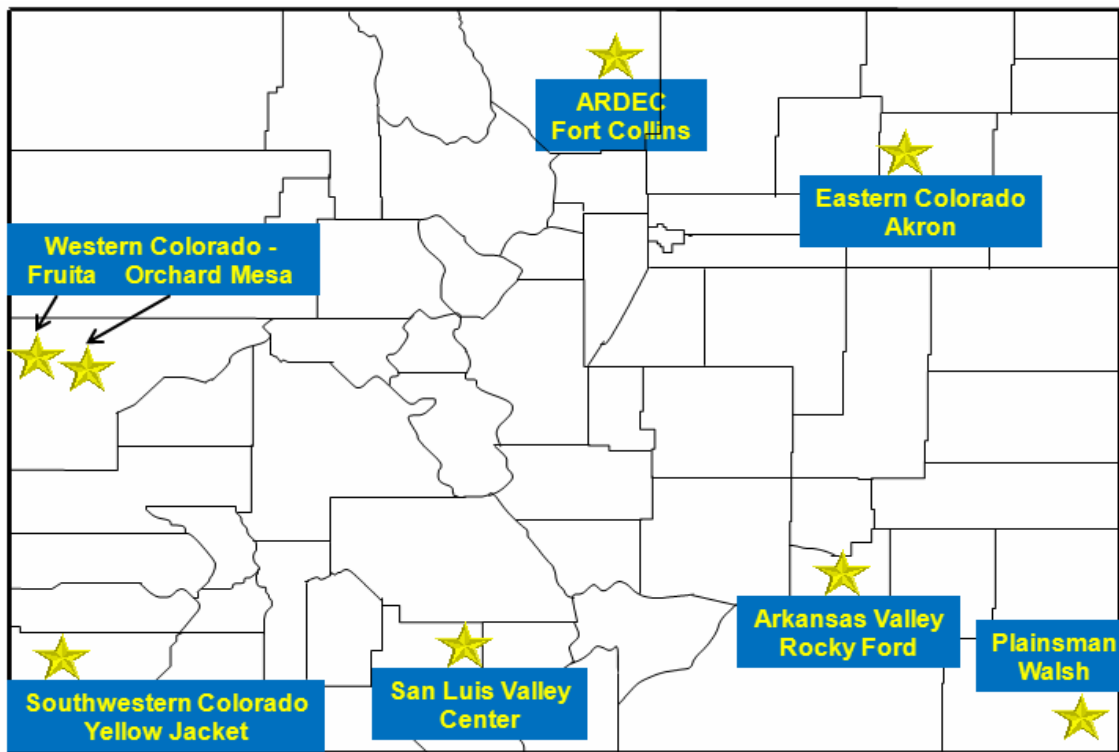 ARDEC
Fort Collins
Eastern Colorado
Akron
Western Colorado -
Fruita Orchard Mesa
Arkansas Valley
Rocky Ford
Plainsman
Walsh
San Luis Valley
Center
Southwestern Colorado
Yellow Jacket